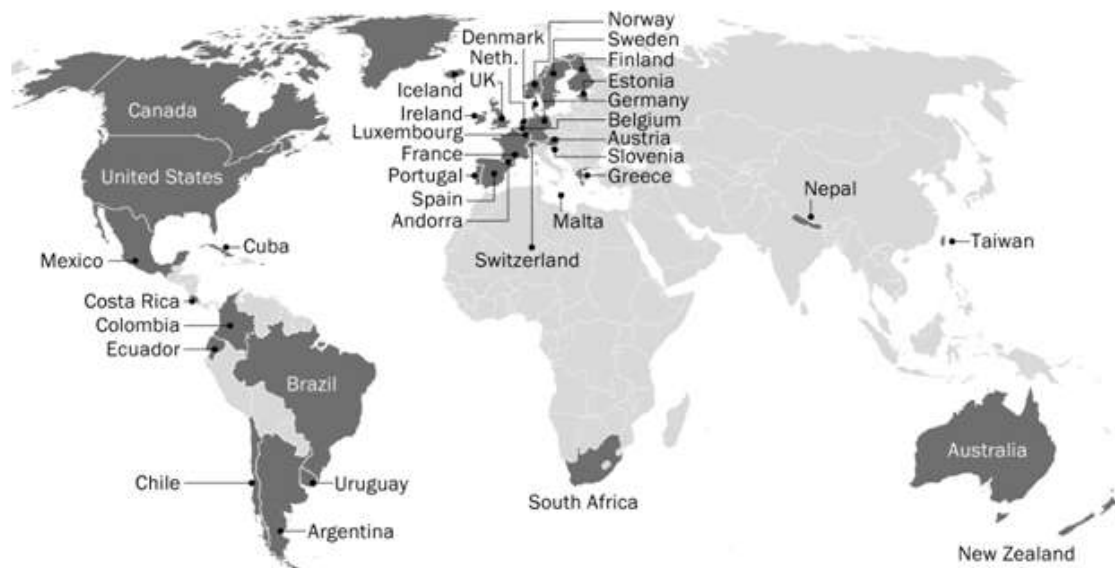 Norway
Denmark
Sweden
Neth.
Finland
Iceland
UK
Estonia
Ireland
Germany
Canada
Luxembourg
Belgium
Austria
France
Slovenia
United States
Portugal
Greece
Spain
Nepal
Andorra
Malta
Cuba
Taiwan
Mexico
Switzerland
Costa Rica
Colombia
Ecuador
Brazil
Australia
Chile
Uruguay
South Africa
Argentina
New Zealand